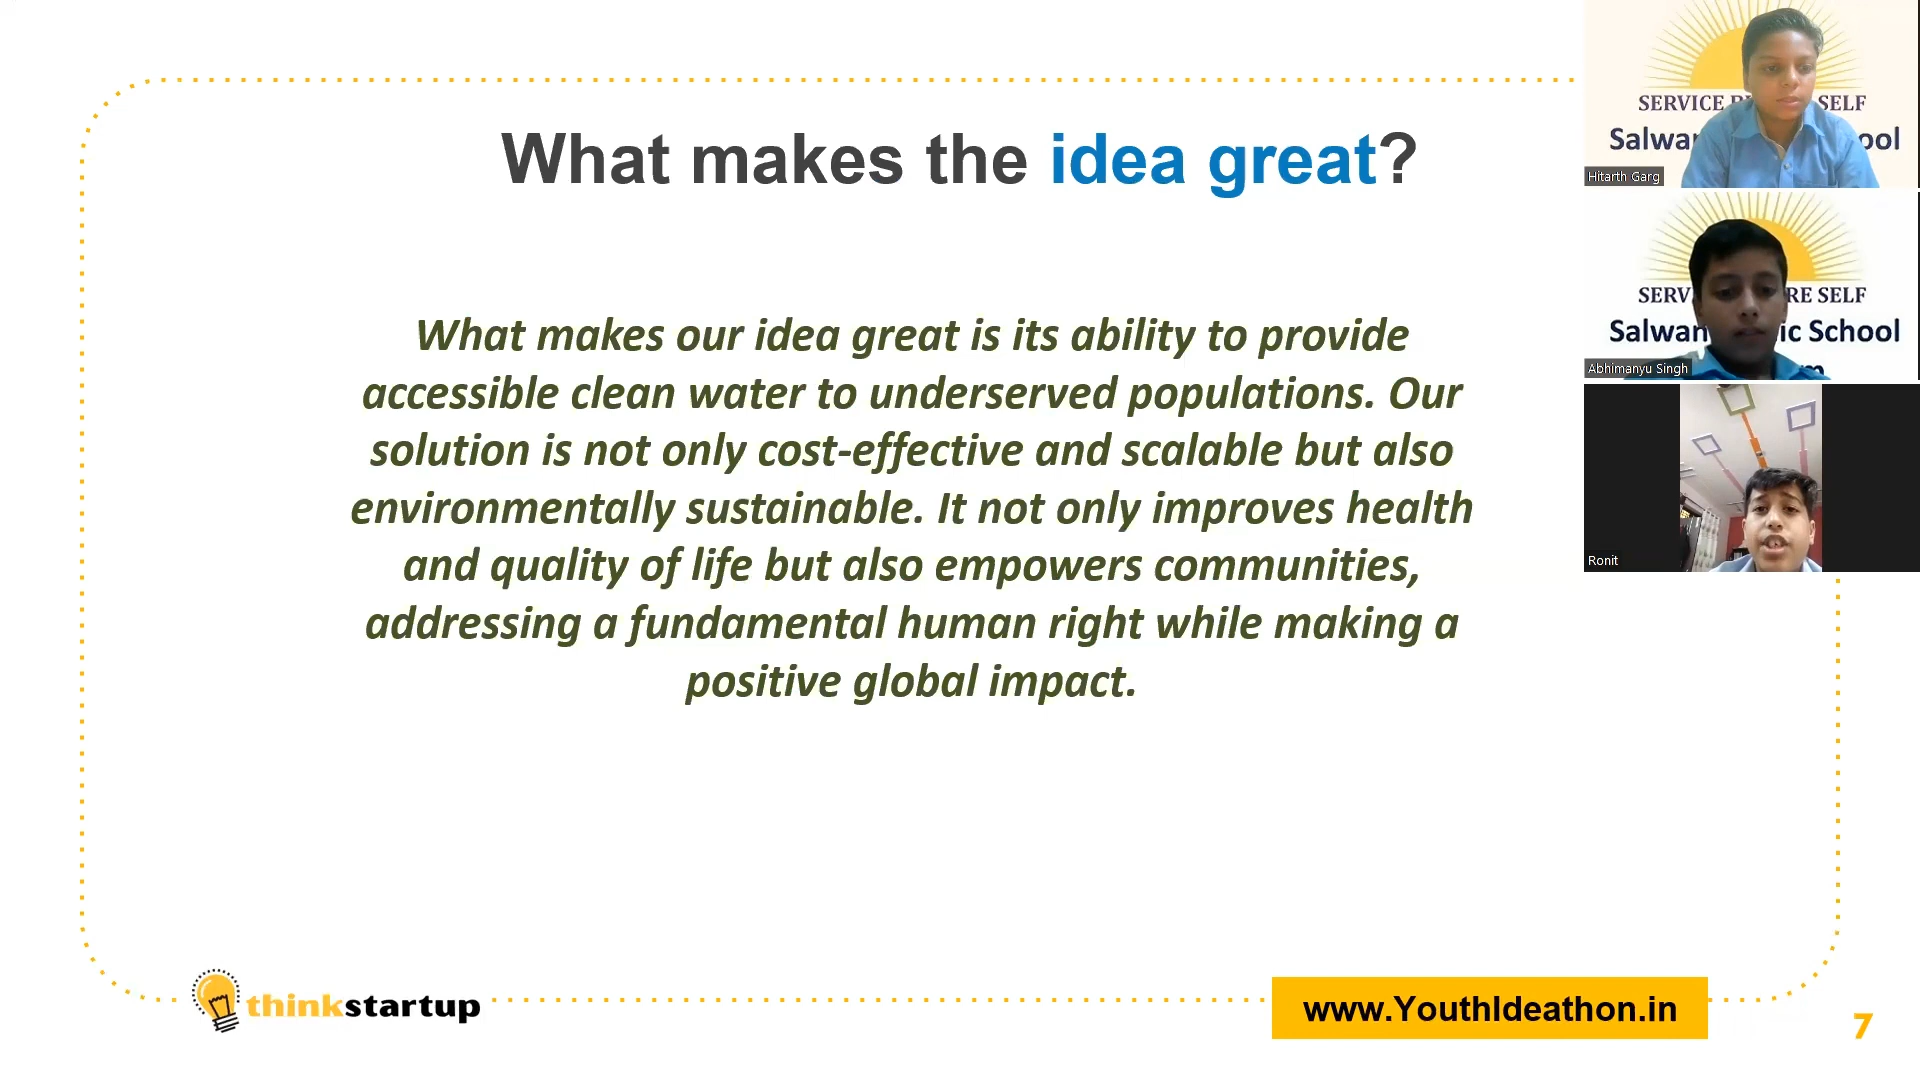 What makes the idea great?
What makes our idea great is its ability to provide
accessible clean water to underserved populations. Our
solution is not only cost-effective and scalable but also
environmentally sustainable. It not only improves health
and quality of life but also empowers communities,
addressing a fundamental human right while making a
positive global impact.
thinkstartup
www.YouthIdeathon.in
7
SERVICE SELF
Salwan
Hitarth Garg
SELF
Salwan School
Abhimanyu Singh
Ronit